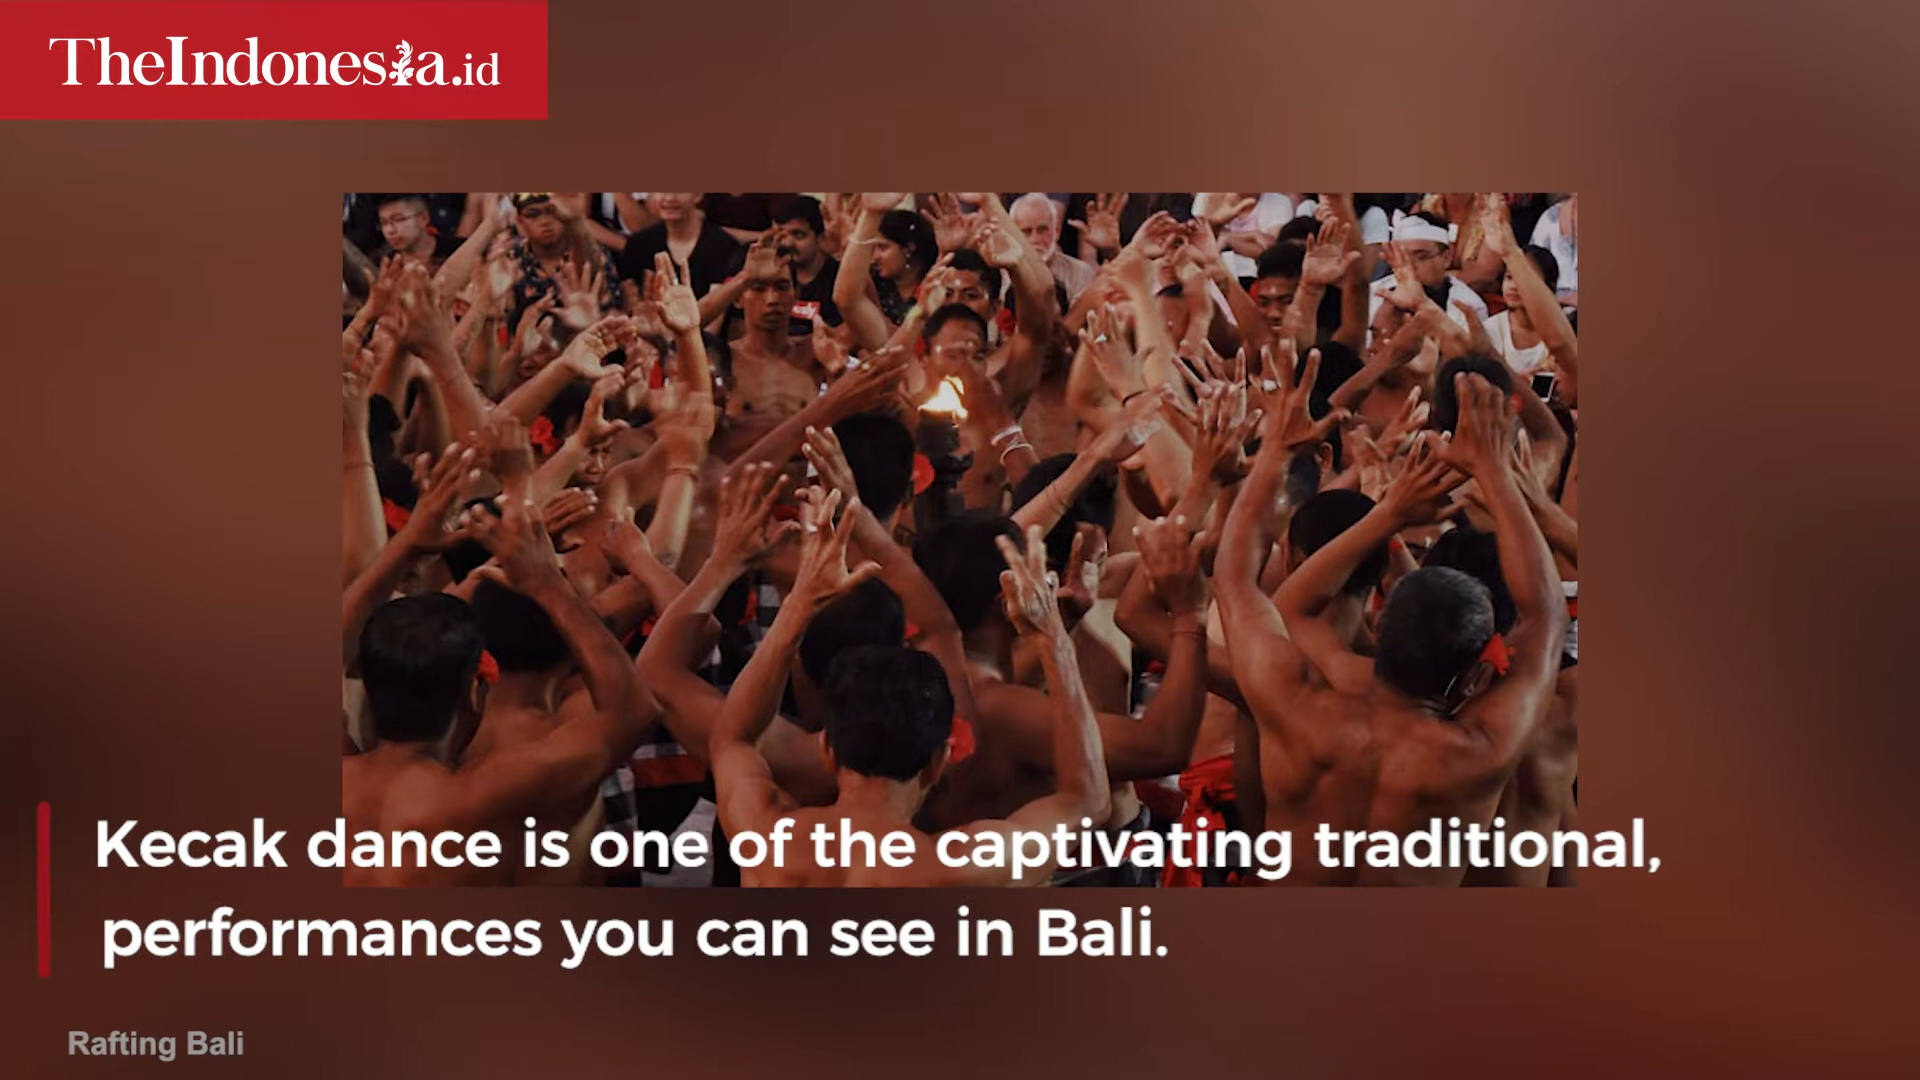 TheIndonesia.id
Kecak dance is one of the captivating traditional,
performances you can see in Bali.
Rafting Bali